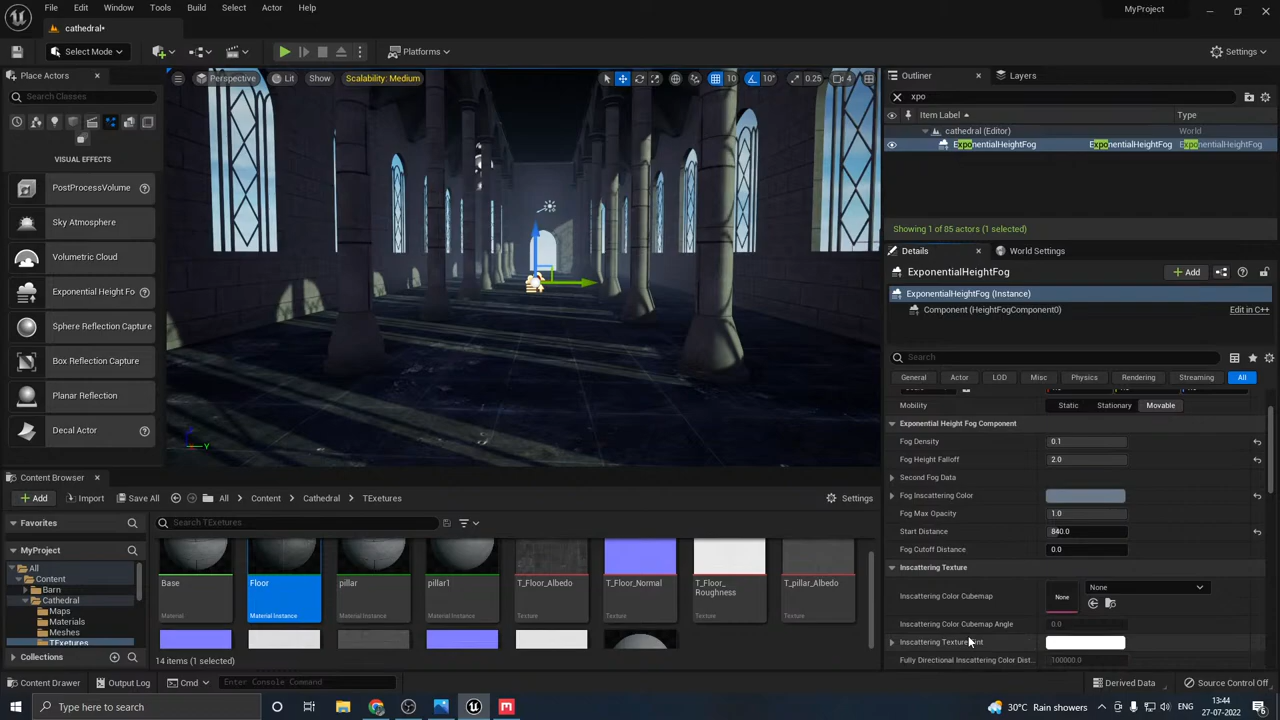 File Edit Window Tools Build Select Actor Help
MyProject
cathedral*
Select Mode Platforms Settings
Place Actors
Search Classes
VISUAL EFFECTS
PostProcessVolume
Sky Atmosphere
Volumetric Cloud
Exponential Height Fo
Sphere Reflection Capture
Box Reflection Capture
Planar Reflection
Decal Actor
Perspective Lit Show Scalability: Medium 10 10° 0.25 4
Y
Outliner Layers
xpo
Item Label Type
cathedral (Editor) World
ExponentialHeightFog ExponentialHeightFog ExponentialHeightFog
Showing 1 of 85 actors (1 selected)
Details World Settings
ExponentialHeightFog Add
ExponentialHeightFog (Instance)
Component (HeightFogComponent0) Edit in C++
Search
General Actor LOD Misc Physics Rendering Streaming All
Mobility Static Stationary Movable
Exponential Height Fog Component
Fog Density 0.1
Fog Height Falloff 2.0
Second Fog Data
Fog Inscattering Color
Fog Max Opacity 1.0
Start Distance 840.0
Fog Cutoff Distance 0.0
Inscattering Texture
Inscattering Color Cubemap None None
Inscattering Color Cubemap Angle 0.0
Inscattering Texture
Fully Directional Inscattering Color Dist... 100000.0
Content Browser
Add Import Save All All Content Cathedral TExetures Settings
Favorites
MyProject
All
Content
Barn
Cathedral
Maps
Materials
Meshes
TExetures
Collections
Search TExetures
Base
Material
Floor
Material Instance
pillar
Material Instance
pillar1
Material Instance
T_Floor_Albedo
Texture
T_Floor_Normal
Texture
T_Floor_
Roughness
Texture
T_pillar_Albedo
Texture
14 items (1 selected)
Content Drawer Output Log Cmd Enter Console Command Derived Data Source Control Off
Type here to search
30°C Rain showers ENG 13:44
27-07-2022